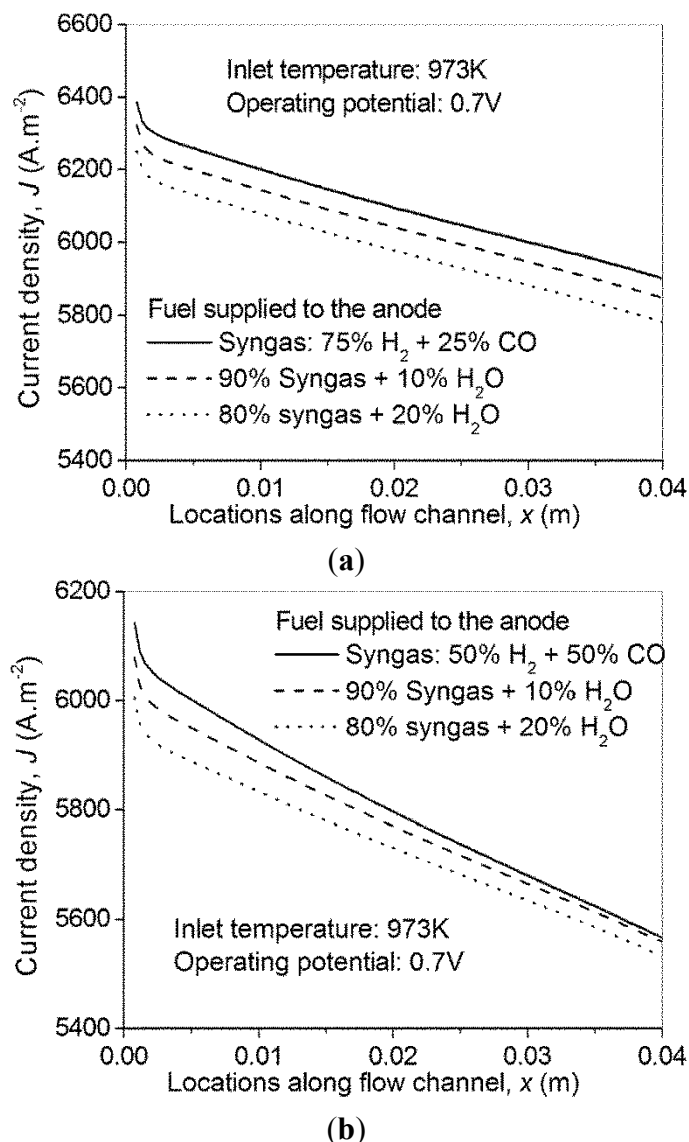 6600
6400
6200
6000
5800
5600
5400
Current density, J (A.m-2)
Inlet temperature: 973K
Operating potential: 0.7V
Fuel supplied to the anode
Syngas: 75% H2 + 25% CO
90% Syngas + 10% H2O
80% syngas + 20% H2O
0.00 0.01 0.02 0.03 0.04
Locations along flow channel, x (m)
(a)
6200
6000
5800
5600
5400
Current density, J (A.m-2)
Fuel supplied to the anode
Syngas: 50% H2 + 50% CO
90% Syngas + 10% H2O
80% syngas + 20% H2O
Inlet temperature: 973K
Operating potential: 0.7V
0.00 0.01 0.02 0.03 0.04
Locations along flow channel, x (m)
(b)